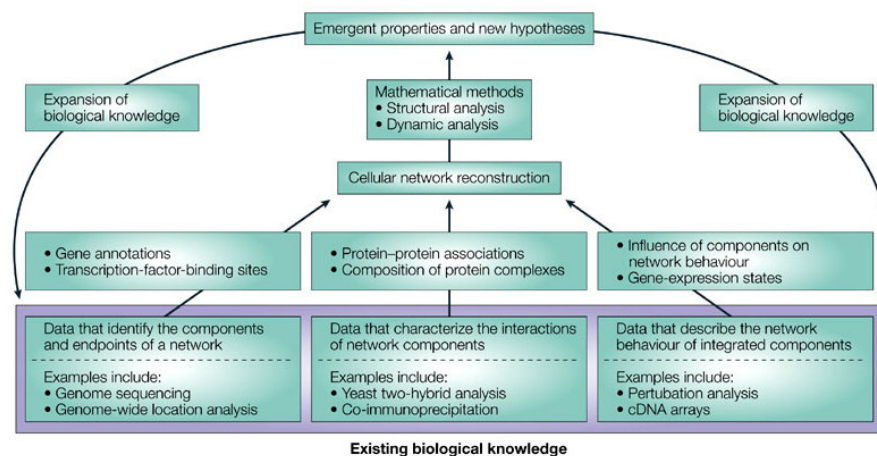 Emergent properties and new hypotheses
Expansion of
biological knowledge
Mathematical methods
• Structural analysis
• Dynamic analysis
Expansion of
biological knowledge
Cellular network reconstruction
• Gene annotations
• Transcription-factor-binding sites
• Protein–protein associations
• Composition of protein complexes
• Influence of components on
network behaviour
• Gene-expression states
Data that identify the components
and endpoints of a network
Examples include:
• Genome sequencing
• Genome-wide location analysis
Data that characterize the interactions
of network components
Examples include:
• Yeast two-hybrid analysis
• Co-immunoprecipitation
Data that describe the network
behaviour of integrated components
Examples include:
• Pertubation analysis
• cDNA arrays
Existing biological knowledge